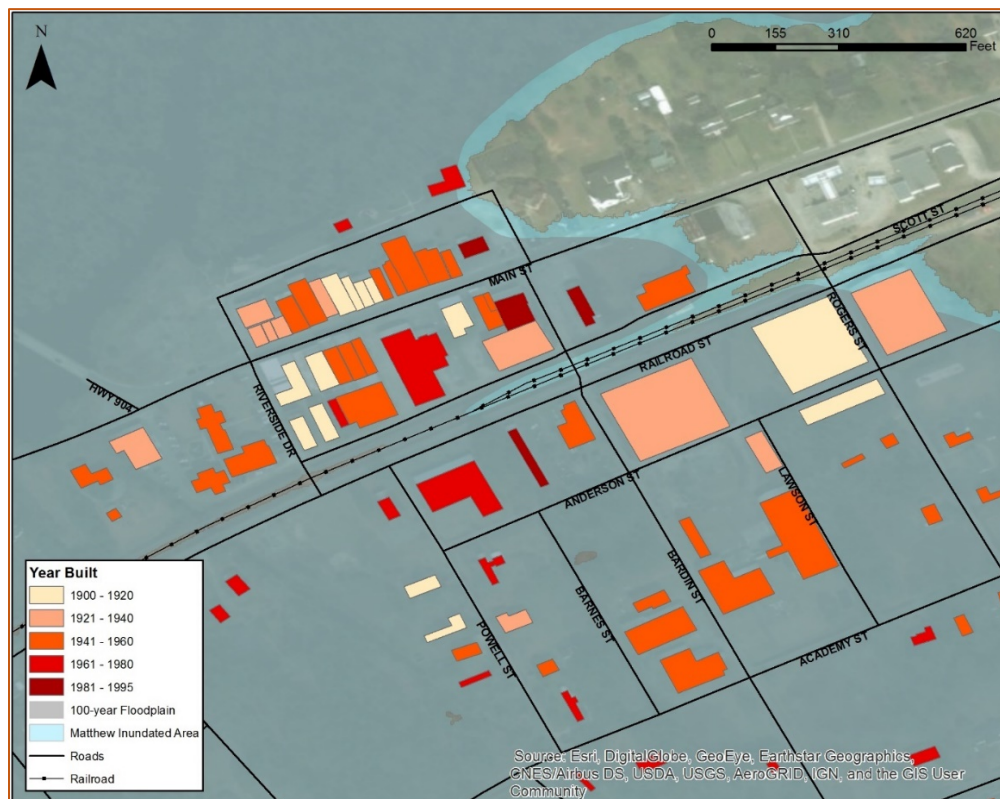 N
0 155 310 620
Feet
SCOTT ST
MAIN ST
ROGERS ST
RAILROAD ST
HWY 904
RIVERSIDE DR
ANDERSON ST
LAWSON ST
BARDIN ST
BARNES ST
POWELL ST
ACADEMY ST
Year Built
1900 - 1920
1921 - 1940
1941 - 1960
1961 - 1980
1981 - 1995
100-year Floodplain
Matthew Inundated Area
Roads
Railroad
Source: Esri, DigitalGlobe, GeoEye, Earthstar Geographics,
CNES/Airbus DS, USDA, USGS, AeroGRID, IGN, and the GIS User
Community